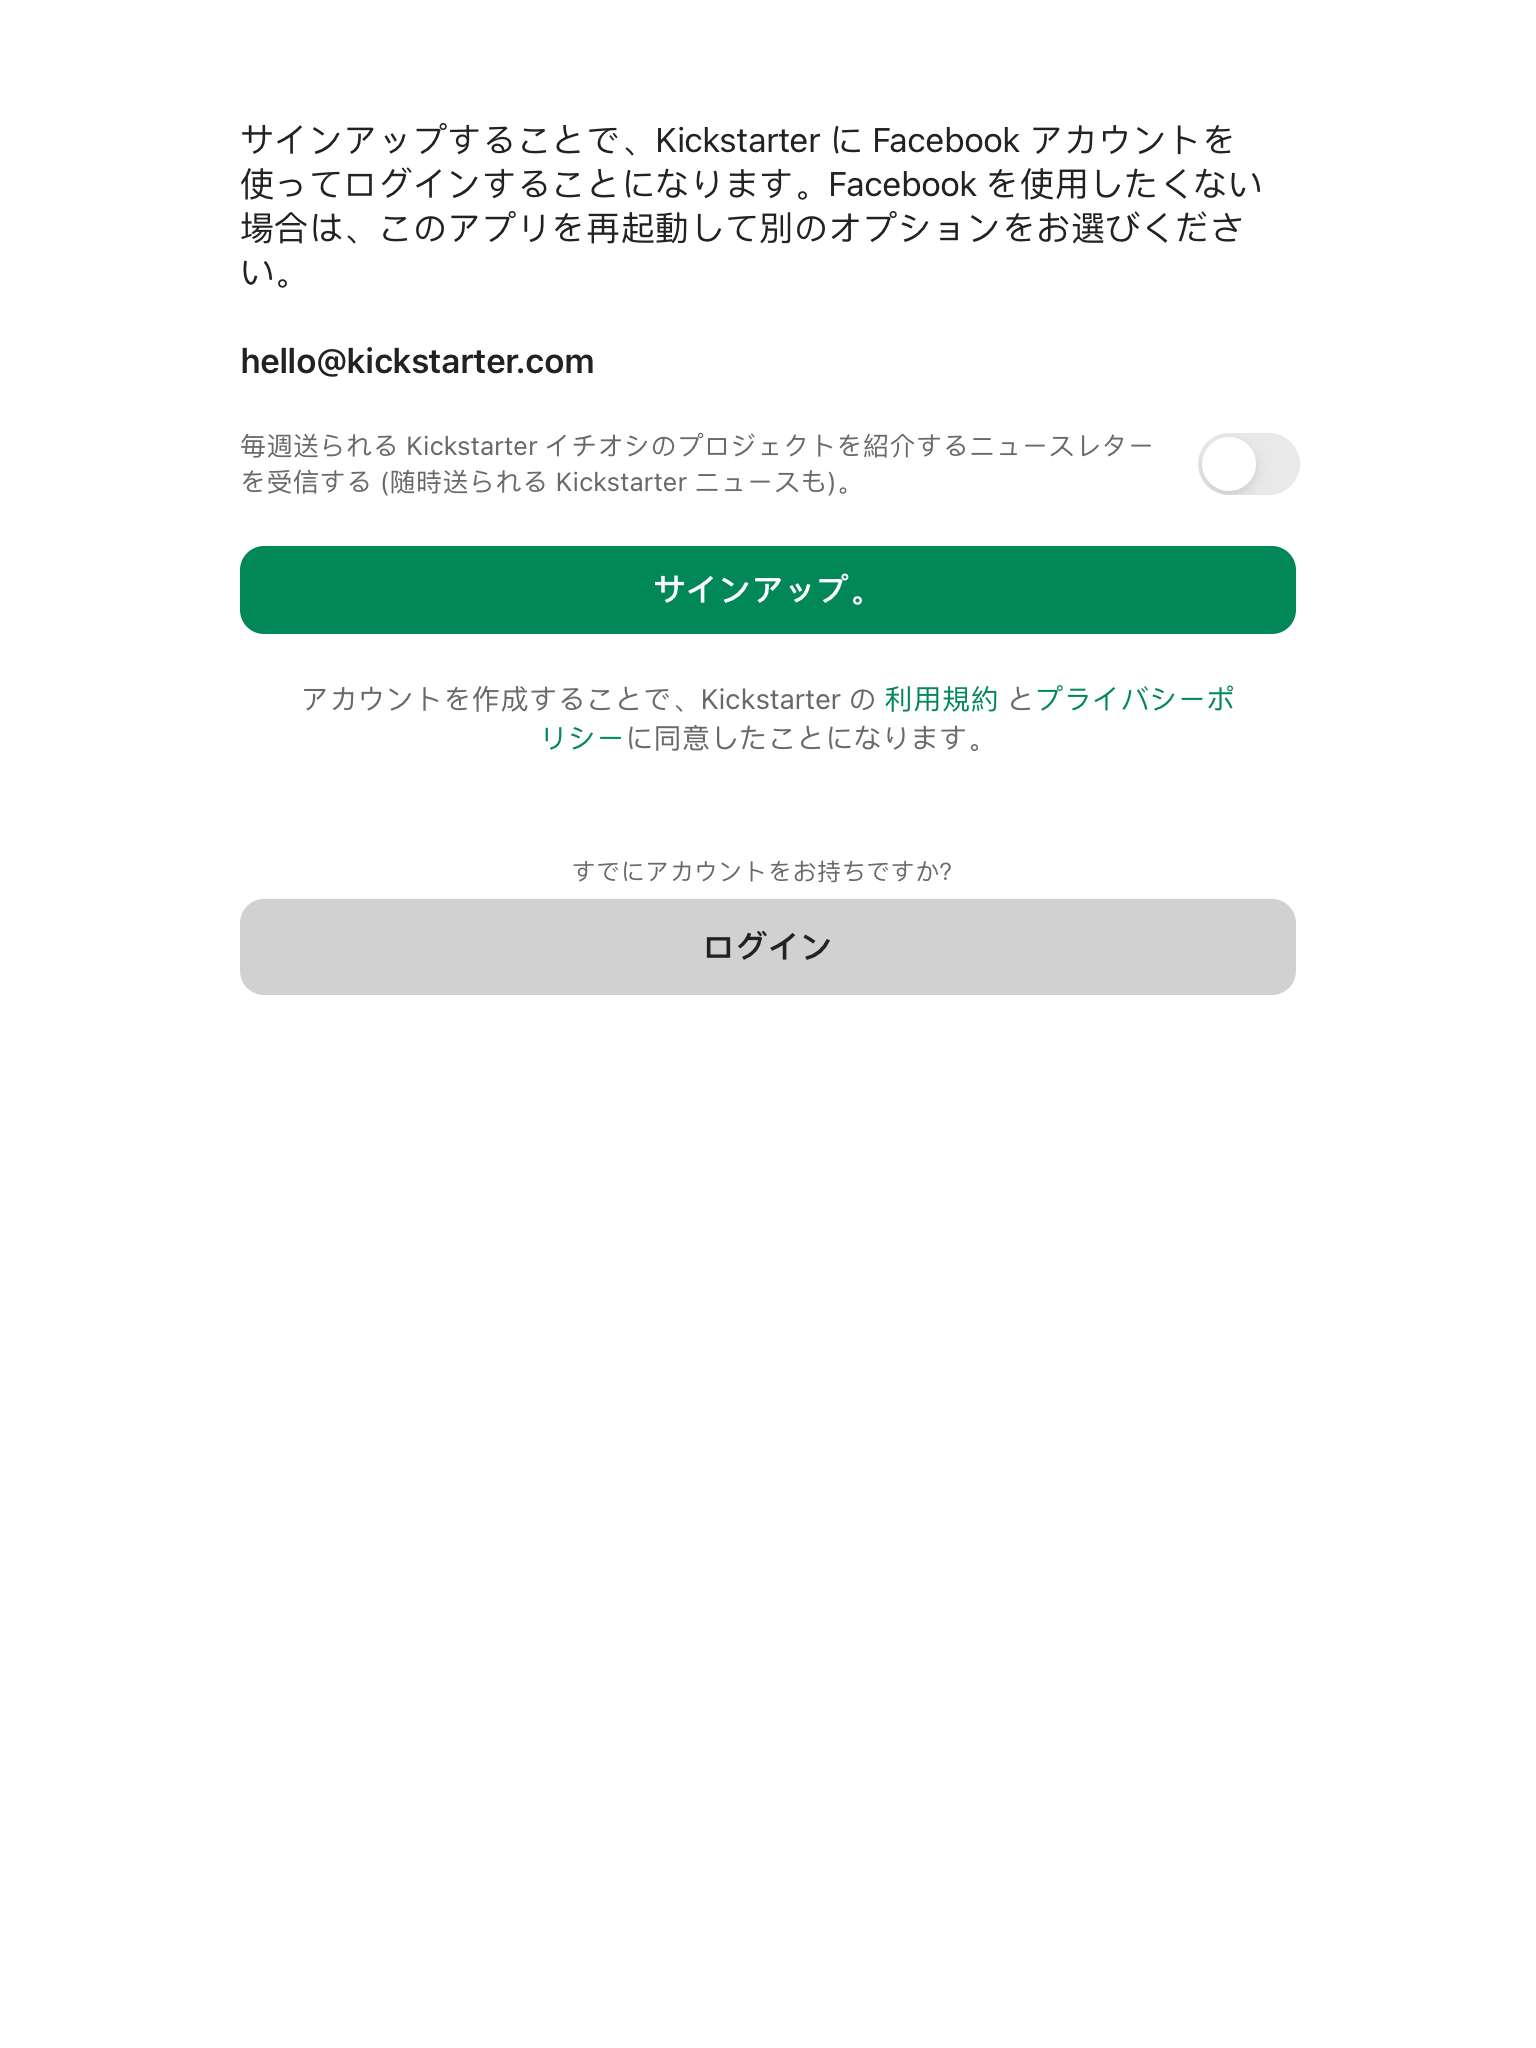 サインアップすることで、Kickstarter に Facebook アカウントを
使ってログインすることになります。Facebook を使用したくない
場合は、このアプリを再起動して別のオプションをお選びくださ
い。
hello@kickstarter.com
毎週送られる Kickstarter イチオシのプロジェクトを紹介するニュースレター
を受信する (随時送られる Kickstarter ニュースも)。
サインアップ。
アカウントを作成することで、Kickstarter の 利用規約 とプライバシーポ
リシーに同意したことになります。
すでにアカウントをお持ちですか?
ログイン